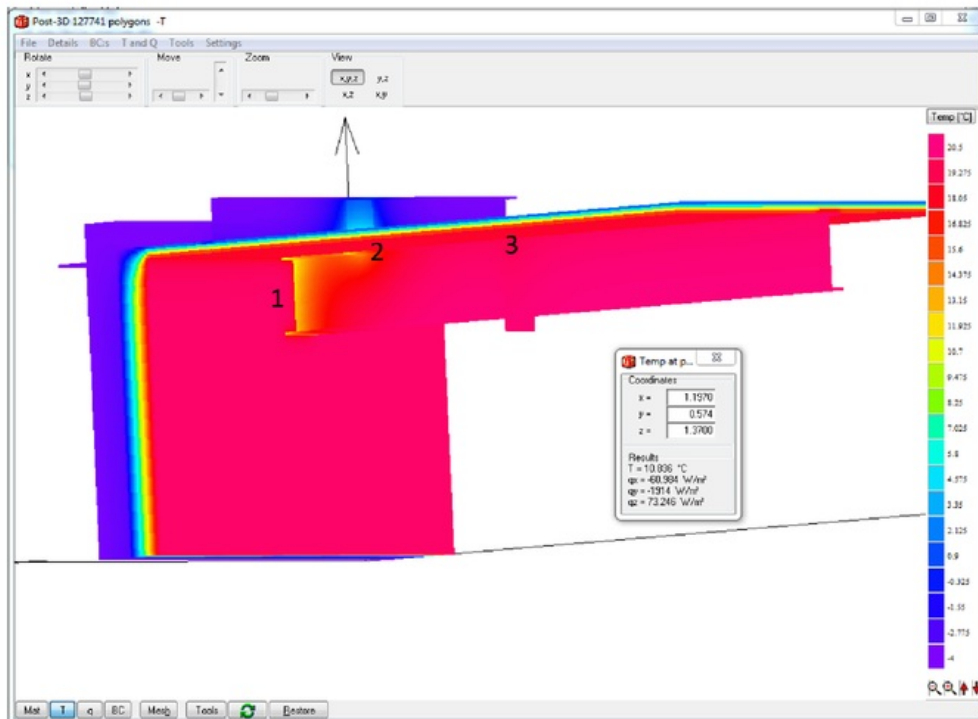 Post-3D 127741 polygons -T
File Details BC:s T and Q Tools Settings
Rotate Move Zoom View
x x,y,z y,z
y
z x,z x,y
Temp [°C]
20.5
19.275
18.05
16.825
15.6
14.375
13.15
11.925
10.7
9.475
8.25
7.025
5.8
4.575
3.35
2.125
0.9
-0.325
-1.55
-2.775
-4
1
2
3
Temp at p...
Coordinates
x = 1.1970
y = 0.574
z = 1.3700
Results
T = 10.836 °C
qx = -60.984 W/m²
qy = -1914 W/m²
qz = 73.246 W/m²
Mat T q BC Mesh Tools Restore